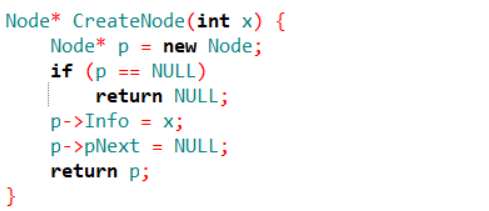 Node* CreateNode(int x) {
    Node* p = new Node;
    if (p == NULL)
        return NULL;
    p->Info = x;
    p->pNext = NULL;
    return p;
}